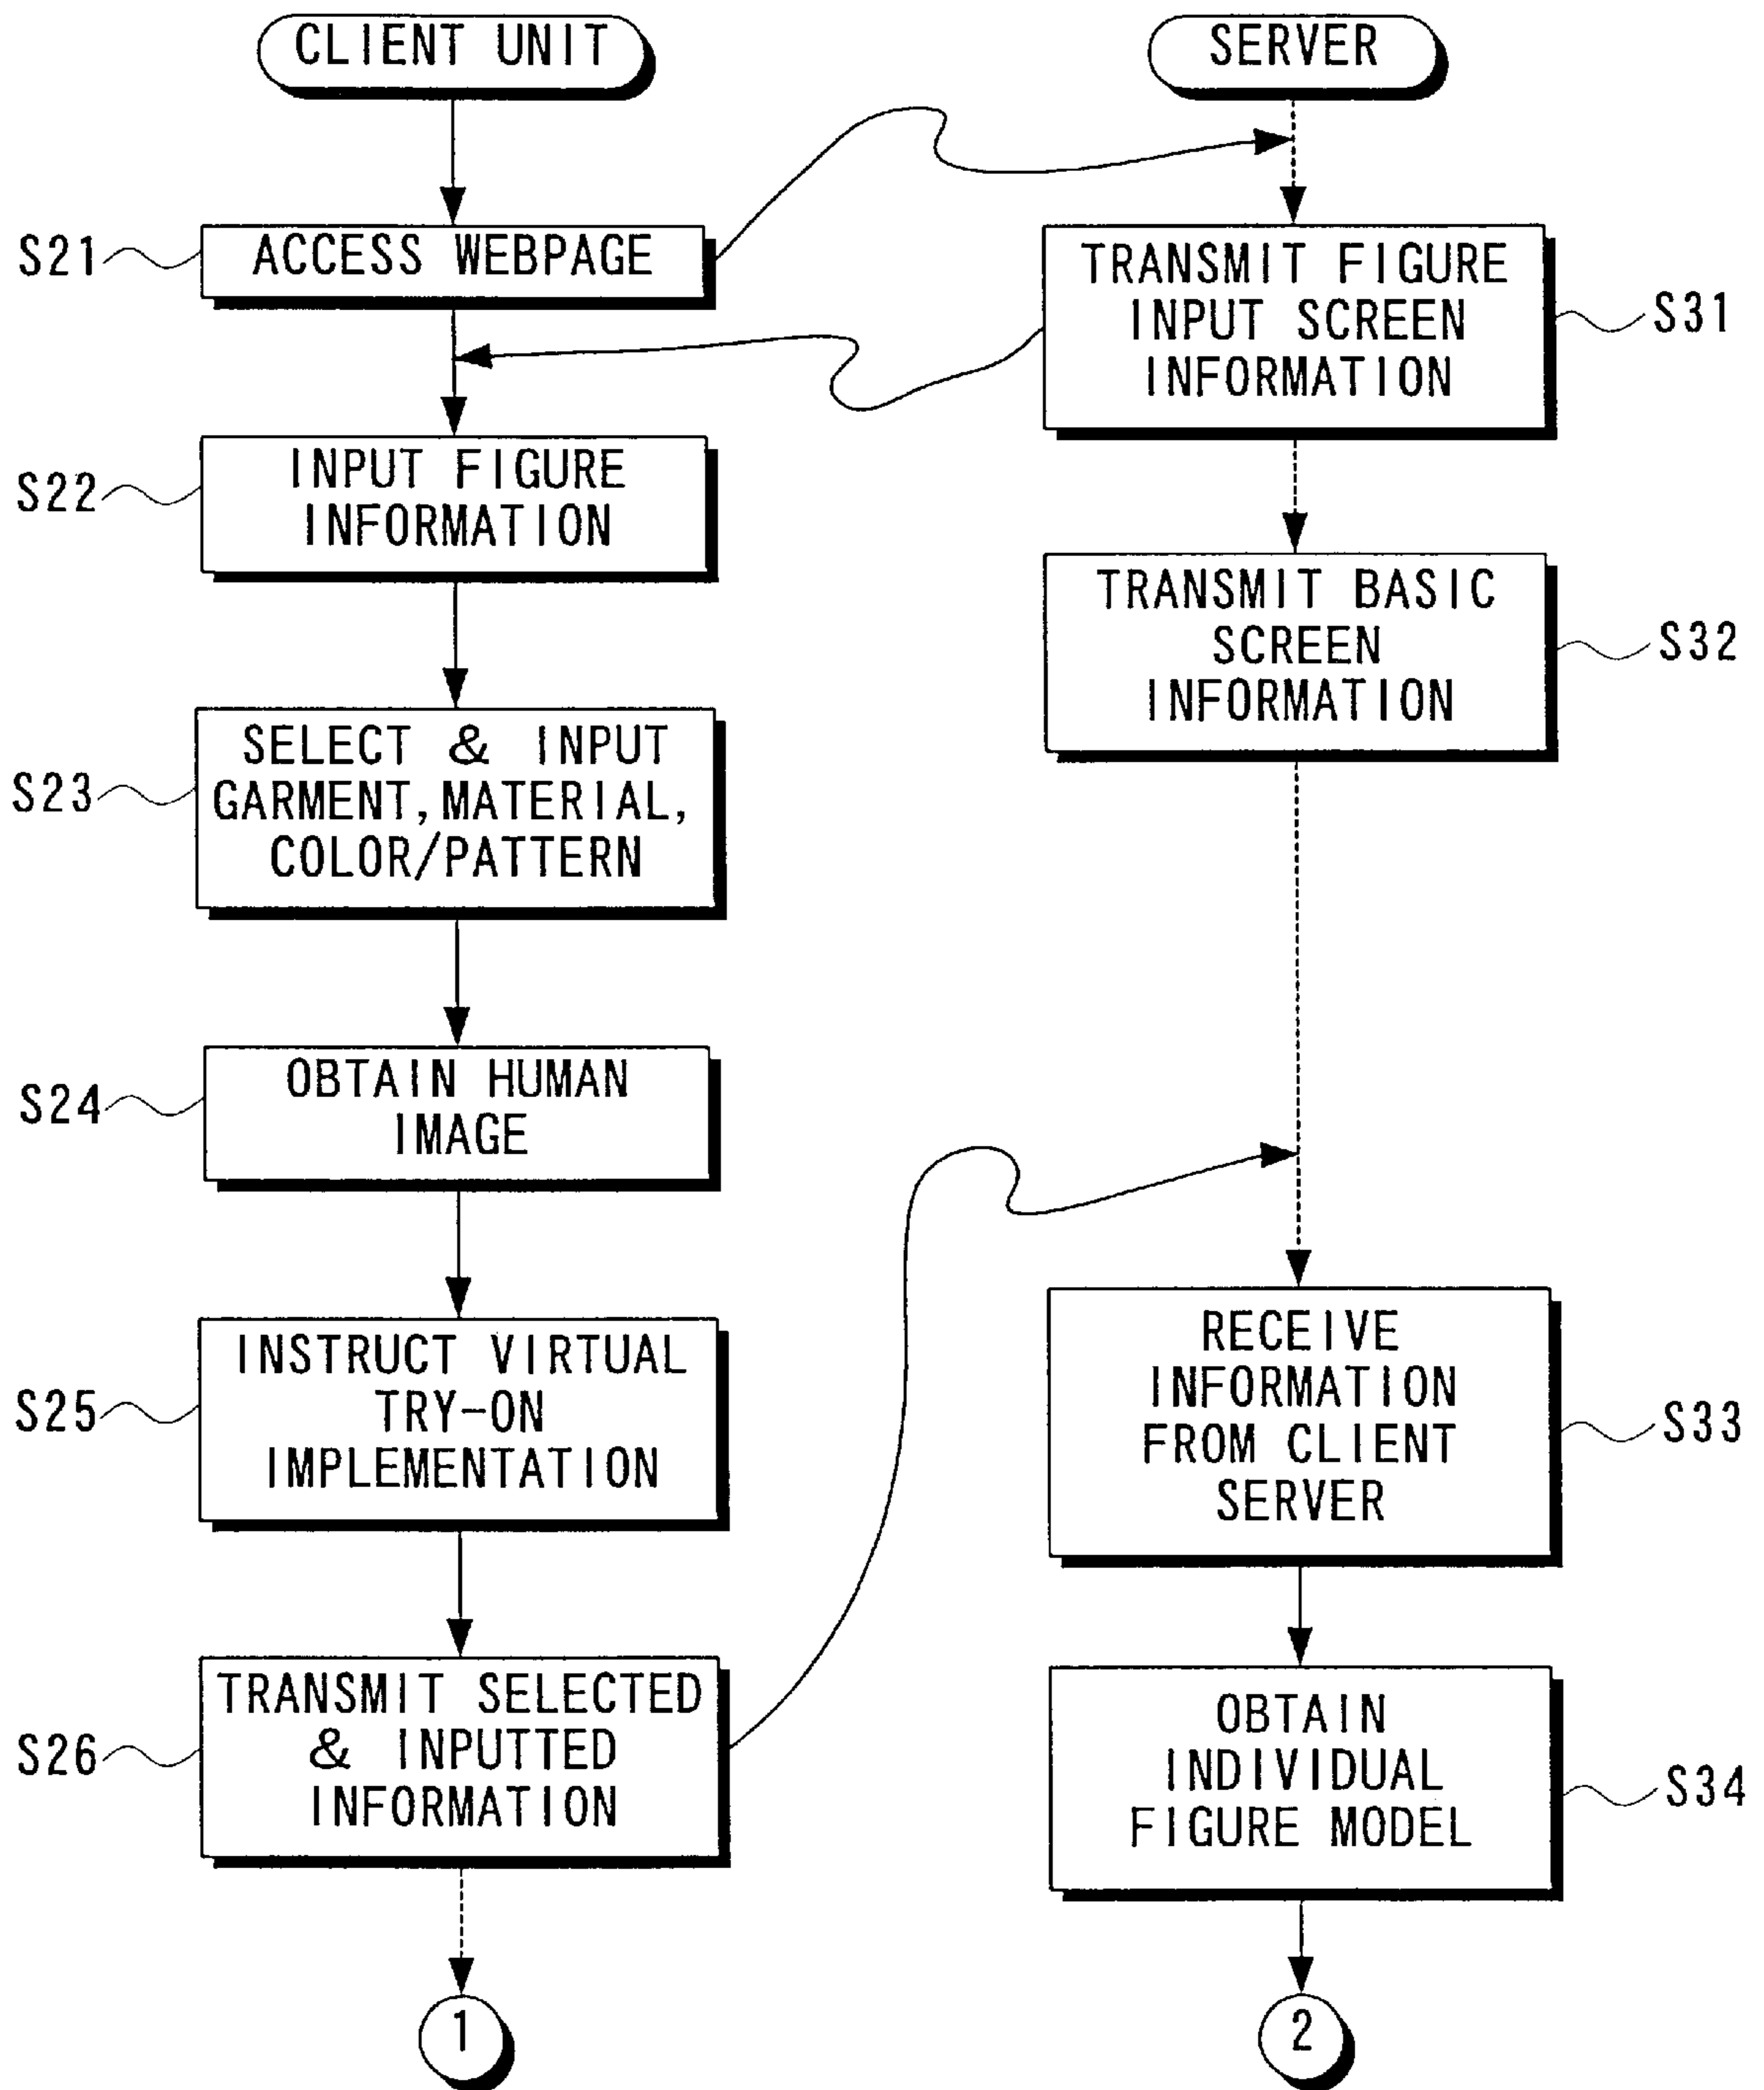 CLIENT UNIT
S21
ACCESS WEBPAGE
S22
INPUT FIGURE
INFORMATION
S23
SELECT & INPUT
GARMENT, MATERIAL,
COLOR/PATTERN
S24
OBTAIN HUMAN
IMAGE
S25
INSTRUCT VIRTUAL
TRY-ON
IMPLEMENTATION
S26
TRANSMIT SELECTED
& INPUTTED
INFORMATION
1
SERVER
TRANSMIT FIGURE
INPUT SCREEN
INFORMATION
S31
TRANSMIT BASIC
SCREEN
INFORMATION
S32
RECEIVE
INFORMATION
FROM CLIENT
SERVER
S33
OBTAIN
INDIVIDUAL
FIGURE MODEL
S34
2